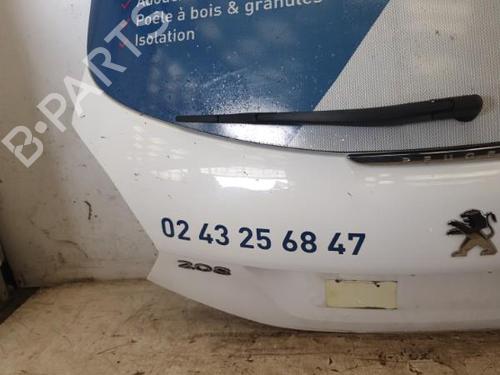 Poêle à bois & granulés
Isolation
B-PARTS
02 43 25 68 47
208